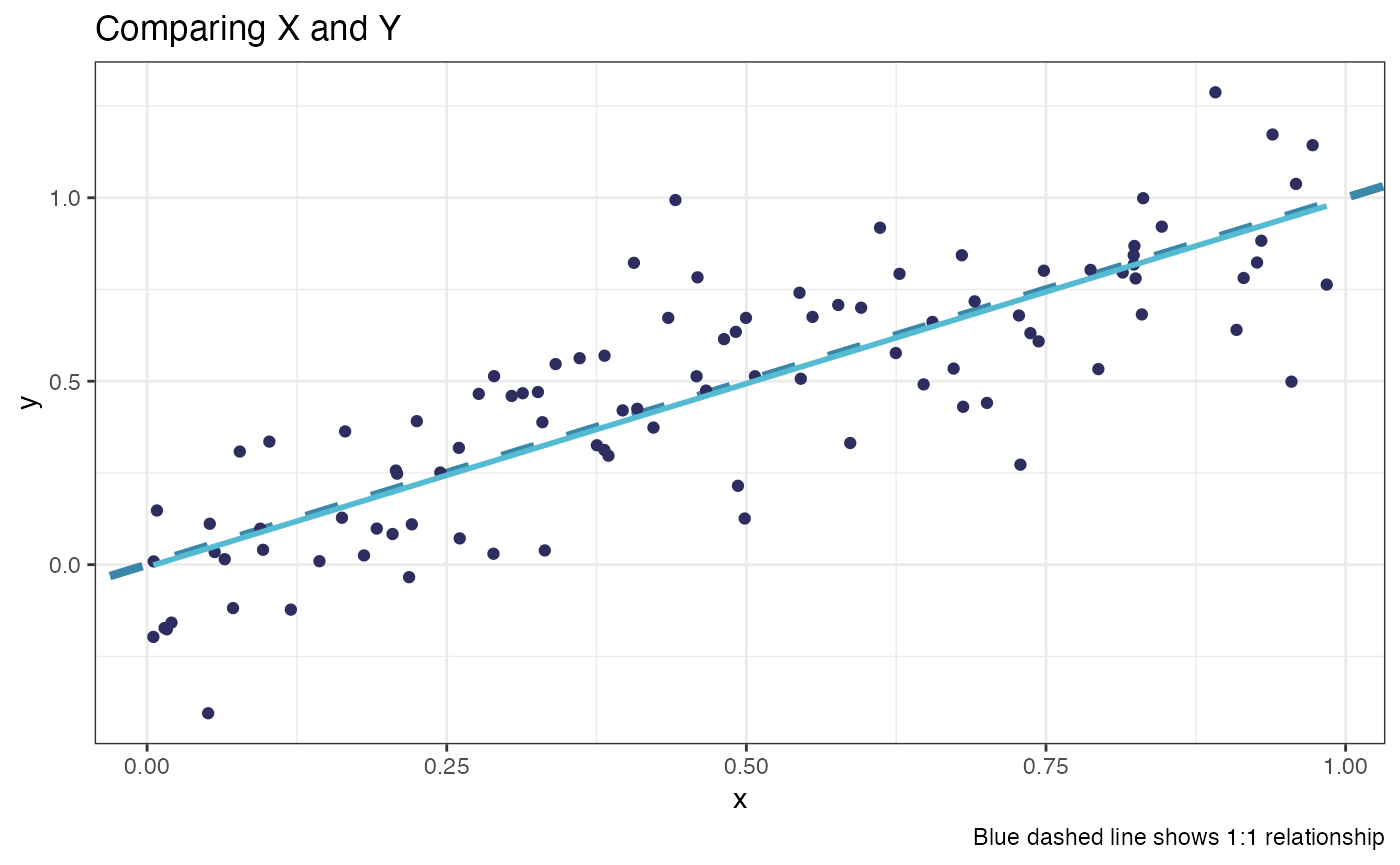 Comparing X and Y
1.0
0.5
0.0
y
0.00 0.25 0.50 0.75 1.00
x
Blue dashed line shows 1:1 relationship